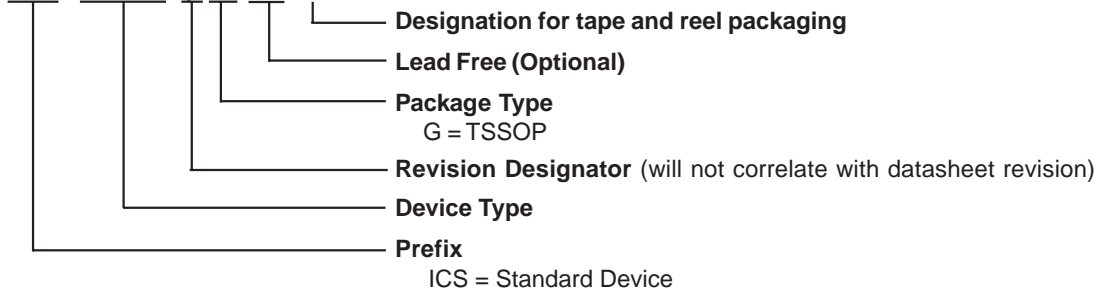 Designation for tape and reel packaging
Lead Free (Optional)
Package Type
G = TSSOP
Revision Designator (will not correlate with datasheet revision)
Device Type
Prefix
ICS = Standard Device